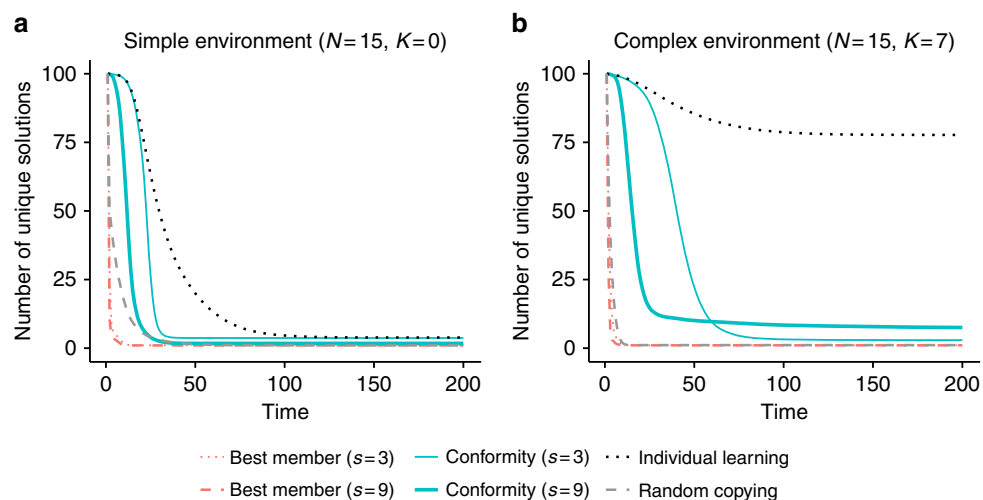 a
Simple environment (N=15, K=0)
Number of unique solutions
100
75
50
25
0
0 50 100 150 200
Time
b
Complex environment (N=15, K=7)
Number of unique solutions
100
75
50
25
0
0 50 100 150 200
Time
Best member (s=3) Conformity (s=3) Individual learning
Best member (s=9) Conformity (s=9) Random copying